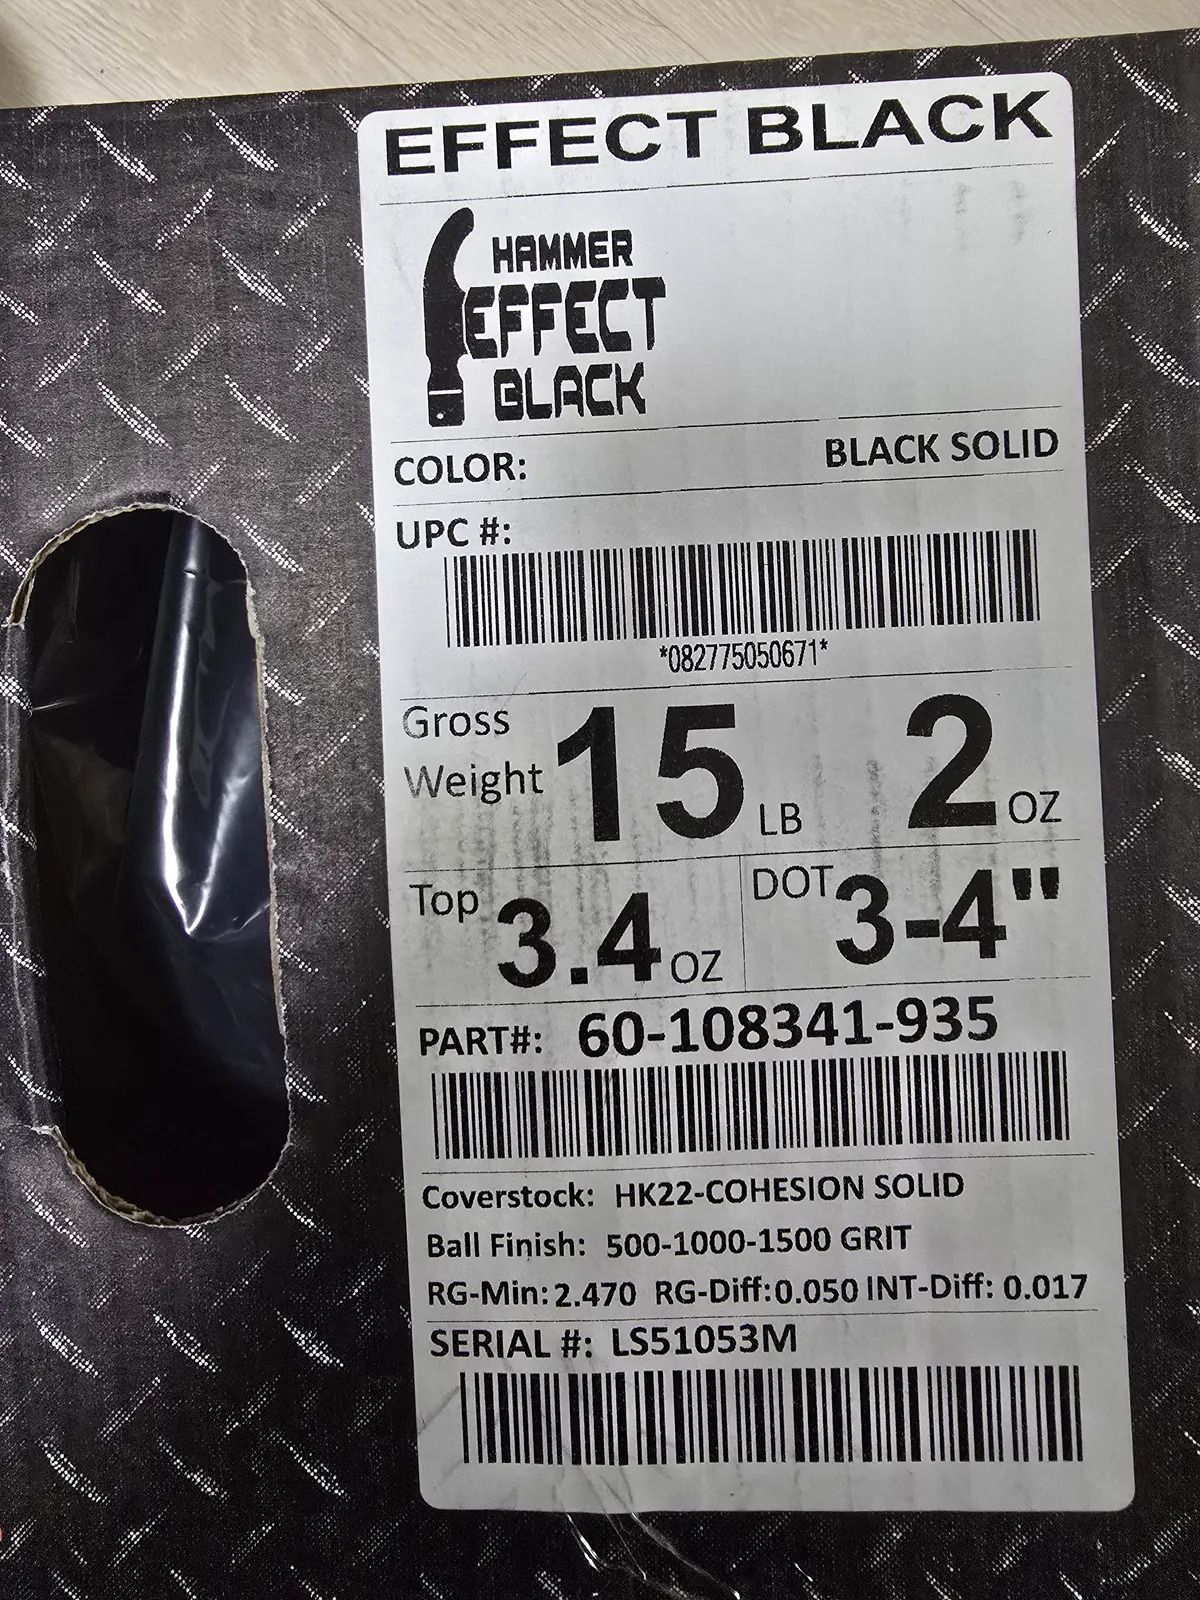 EFFECT BLACK
HAMMER
EFFECT
BLACK
COLOR: BLACK SOLID
UPC #:
*082775050671*
Gross Weight 15 LB 2 OZ
Top 3.4 OZ DOT 3-4"
PART#: 60-108341-935
Coverstock: HK22-COHESION SOLID
Ball Finish: 500-1000-1500 GRIT
RG-Min: 2.470 RG-Diff: 0.050 INT-Diff: 0.017
SERIAL #: LS51053M